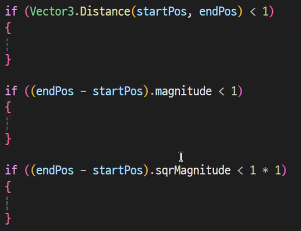 if (Vector3.Distance(startPos, endPos) < 1)
{
}
if ((endPos - startPos).magnitude < 1)
{
}
if ((endPos - startPos).sqrMagnitude < 1 * 1)
{
}